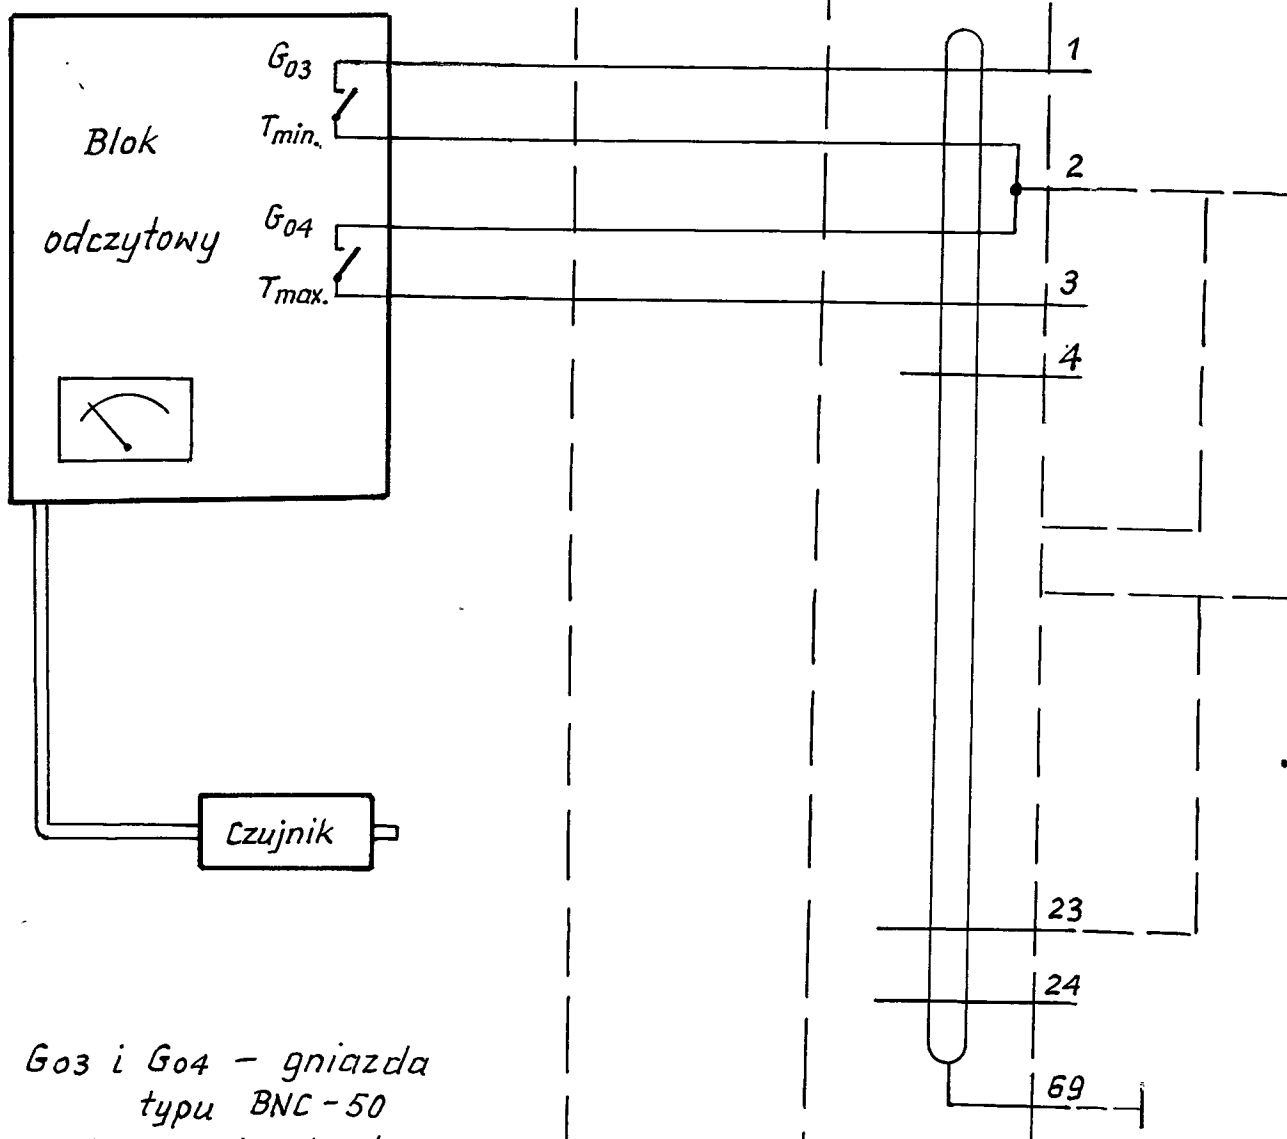 G03
1
Tmin.
Blok
2
G04
odczytowy
Tmax.
3
4
Czujnik
23
24
G03 i G04 - gniazda
typu BNC-50
69